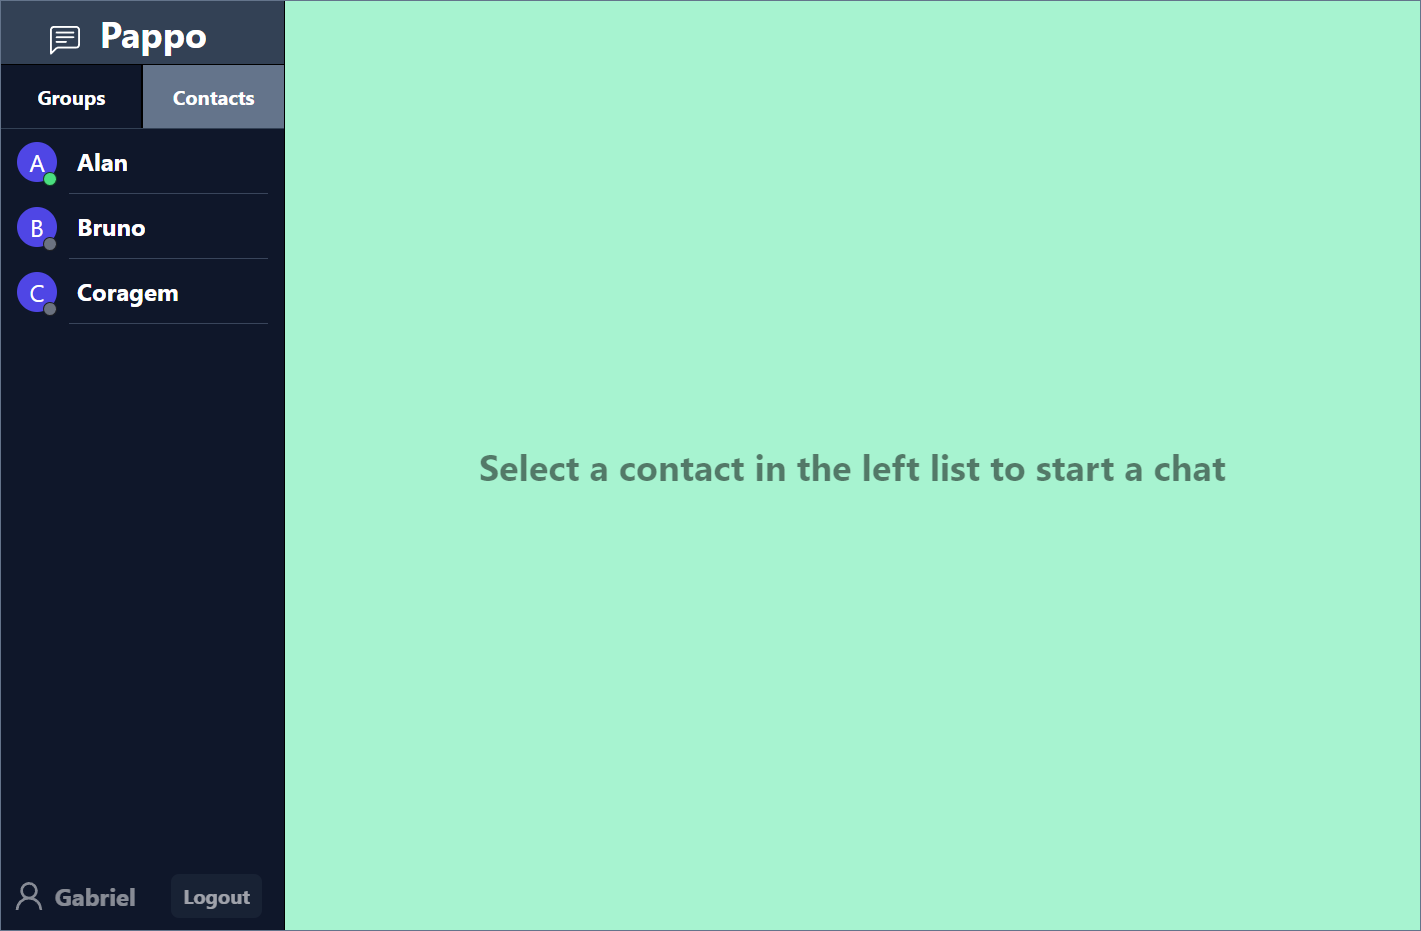 Pappo
Groups
Contacts
A
Alan
B
Bruno
C
Coragem
Select a contact in the left list to start a chat
Gabriel
Logout